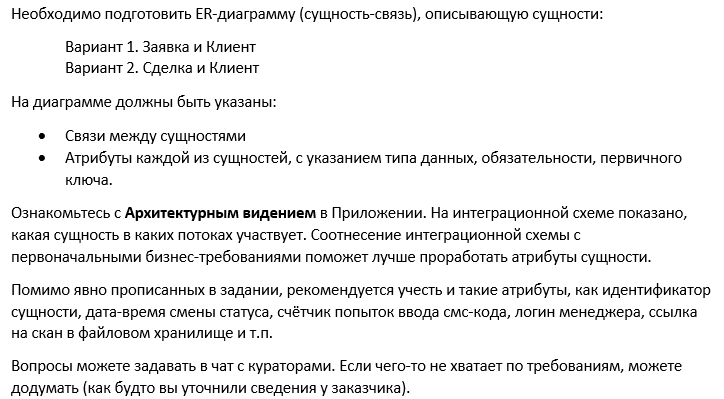 Необходимо подготовить ER-диаграмму (сущность-связь), описывающую сущности:
Вариант 1. Заявка и Клиент
Вариант 2. Сделка и Клиент
На диаграмме должны быть указаны:
• Связи между сущностями
• Атрибуты каждой из сущностей, с указанием типа данных, обязательности, первичного
ключа.
Ознакомьтесь с Архитектурным видением в Приложении. На интеграционной схеме показано,
какая сущность в каких потоках участвует. Соотнесение интеграционной схемы с
первоначальными бизнес-требованиями поможет лучше проработать атрибуты сущности.
Помимо явно прописанных в задании, рекомендуется учесть и такие атрибуты, как идентификатор
сущности, дата-время смены статуса, счётчик попыток ввода смс-кода, логин менеджера, ссылка
на скан в файловом хранилище и т.п.
Вопросы можете задавать в чат с кураторами. Если чего-то не хватает по требованиям, можете
додумать (как будто вы уточнили сведения у заказчика).